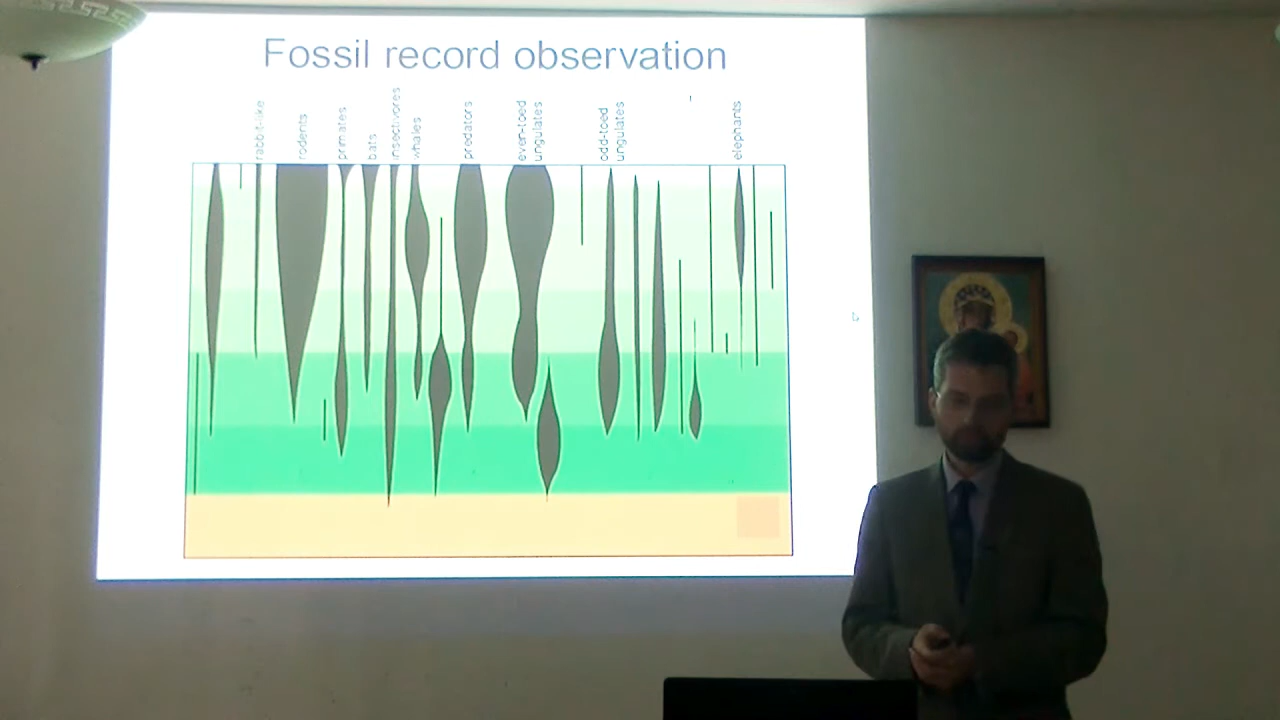 Fossil record observation
rabbit-like
rodents
primates
bats
insectivores
whales
predators
even-toed
ungulates
odd-toed
ungulates
elephants